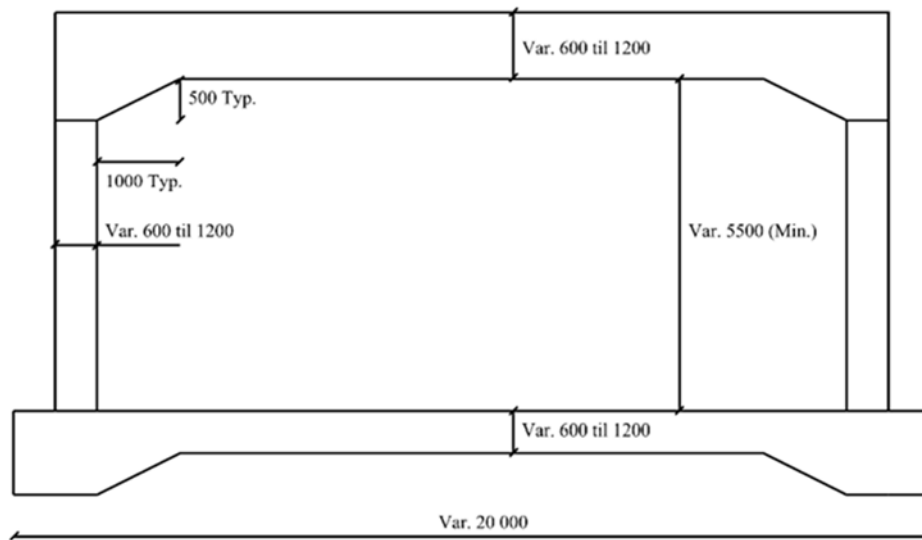 Var. 600 til 1200
500 Typ.
1000 Typ.
Var. 600 til 1200
Var. 5500 (Min.)
Var. 600 til 1200
Var. 20 000